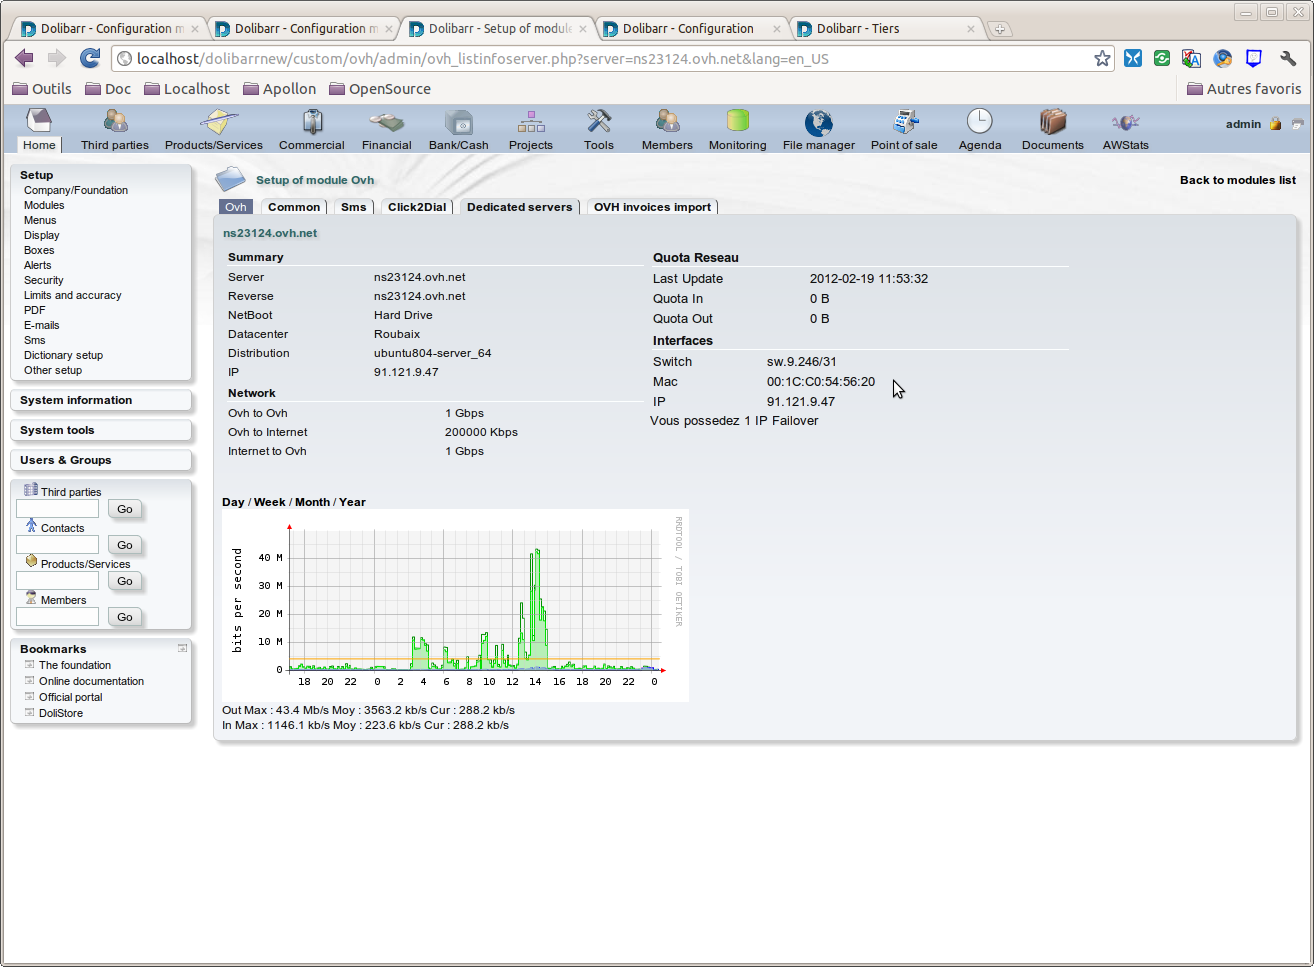 Dolibarr - Configuration m
Dolibarr - Configuration m
Dolibarr - Setup of module
Dolibarr - Configuration
Dolibarr - Tiers
localhost/dolibarrnew/custom/ovh/admin/ovh_listinfoserver.php?server=ns23124.ovh.net&lang=en_US
Outils Doc Localhost Apollon OpenSource Autres favoris
Home Third parties Products/Services Commercial Financial Bank/Cash Projects Tools Members Monitoring File manager Point of sale Agenda Documents AWStats admin
Setup
Company/Foundation
Modules
Menus
Display
Boxes
Alerts
Security
Limits and accuracy
PDF
E-mails
Sms
Dictionary setup
Other setup
System information
System tools
Users & Groups
Third parties
Go
Contacts
Go
Products/Services
Go
Members
Go
Bookmarks
The foundation
Online documentation
Official portal
DoliStore
Setup of module Ovh
Back to modules list
Ovh Common Sms Click2Dial Dedicated servers OVH invoices import
ns23124.ovh.net
Summary
Server ns23124.ovh.net
Reverse ns23124.ovh.net
NetBoot Hard Drive
Datacenter Roubaix
Distribution ubuntu804-server_64
IP 91.121.9.47
Network
Ovh to Ovh 1 Gbps
Ovh to Internet 200000 Kbps
Internet to Ovh 1 Gbps
Quota Reseau
Last Update 2012-02-19 11:53:32
Quota In 0 B
Quota Out 0 B
Interfaces
Switch sw.9.246/31
Mac 00:1C:C0:54:56:20
IP 91.121.9.47
Vous possedez 1 IP Failover
Day / Week / Month / Year
bits per second
40 M
30 M
20 M
10 M
0
18 20 22 0 2 4 6 8 10 12 14 16 18 20 22 0
RRDTOOL / TOBI OETIKER
Out Max : 43.4 Mb/s Moy : 3563.2 kb/s Cur : 288.2 kb/s
In Max : 1146.1 kb/s Moy : 223.6 kb/s Cur : 288.2 kb/s